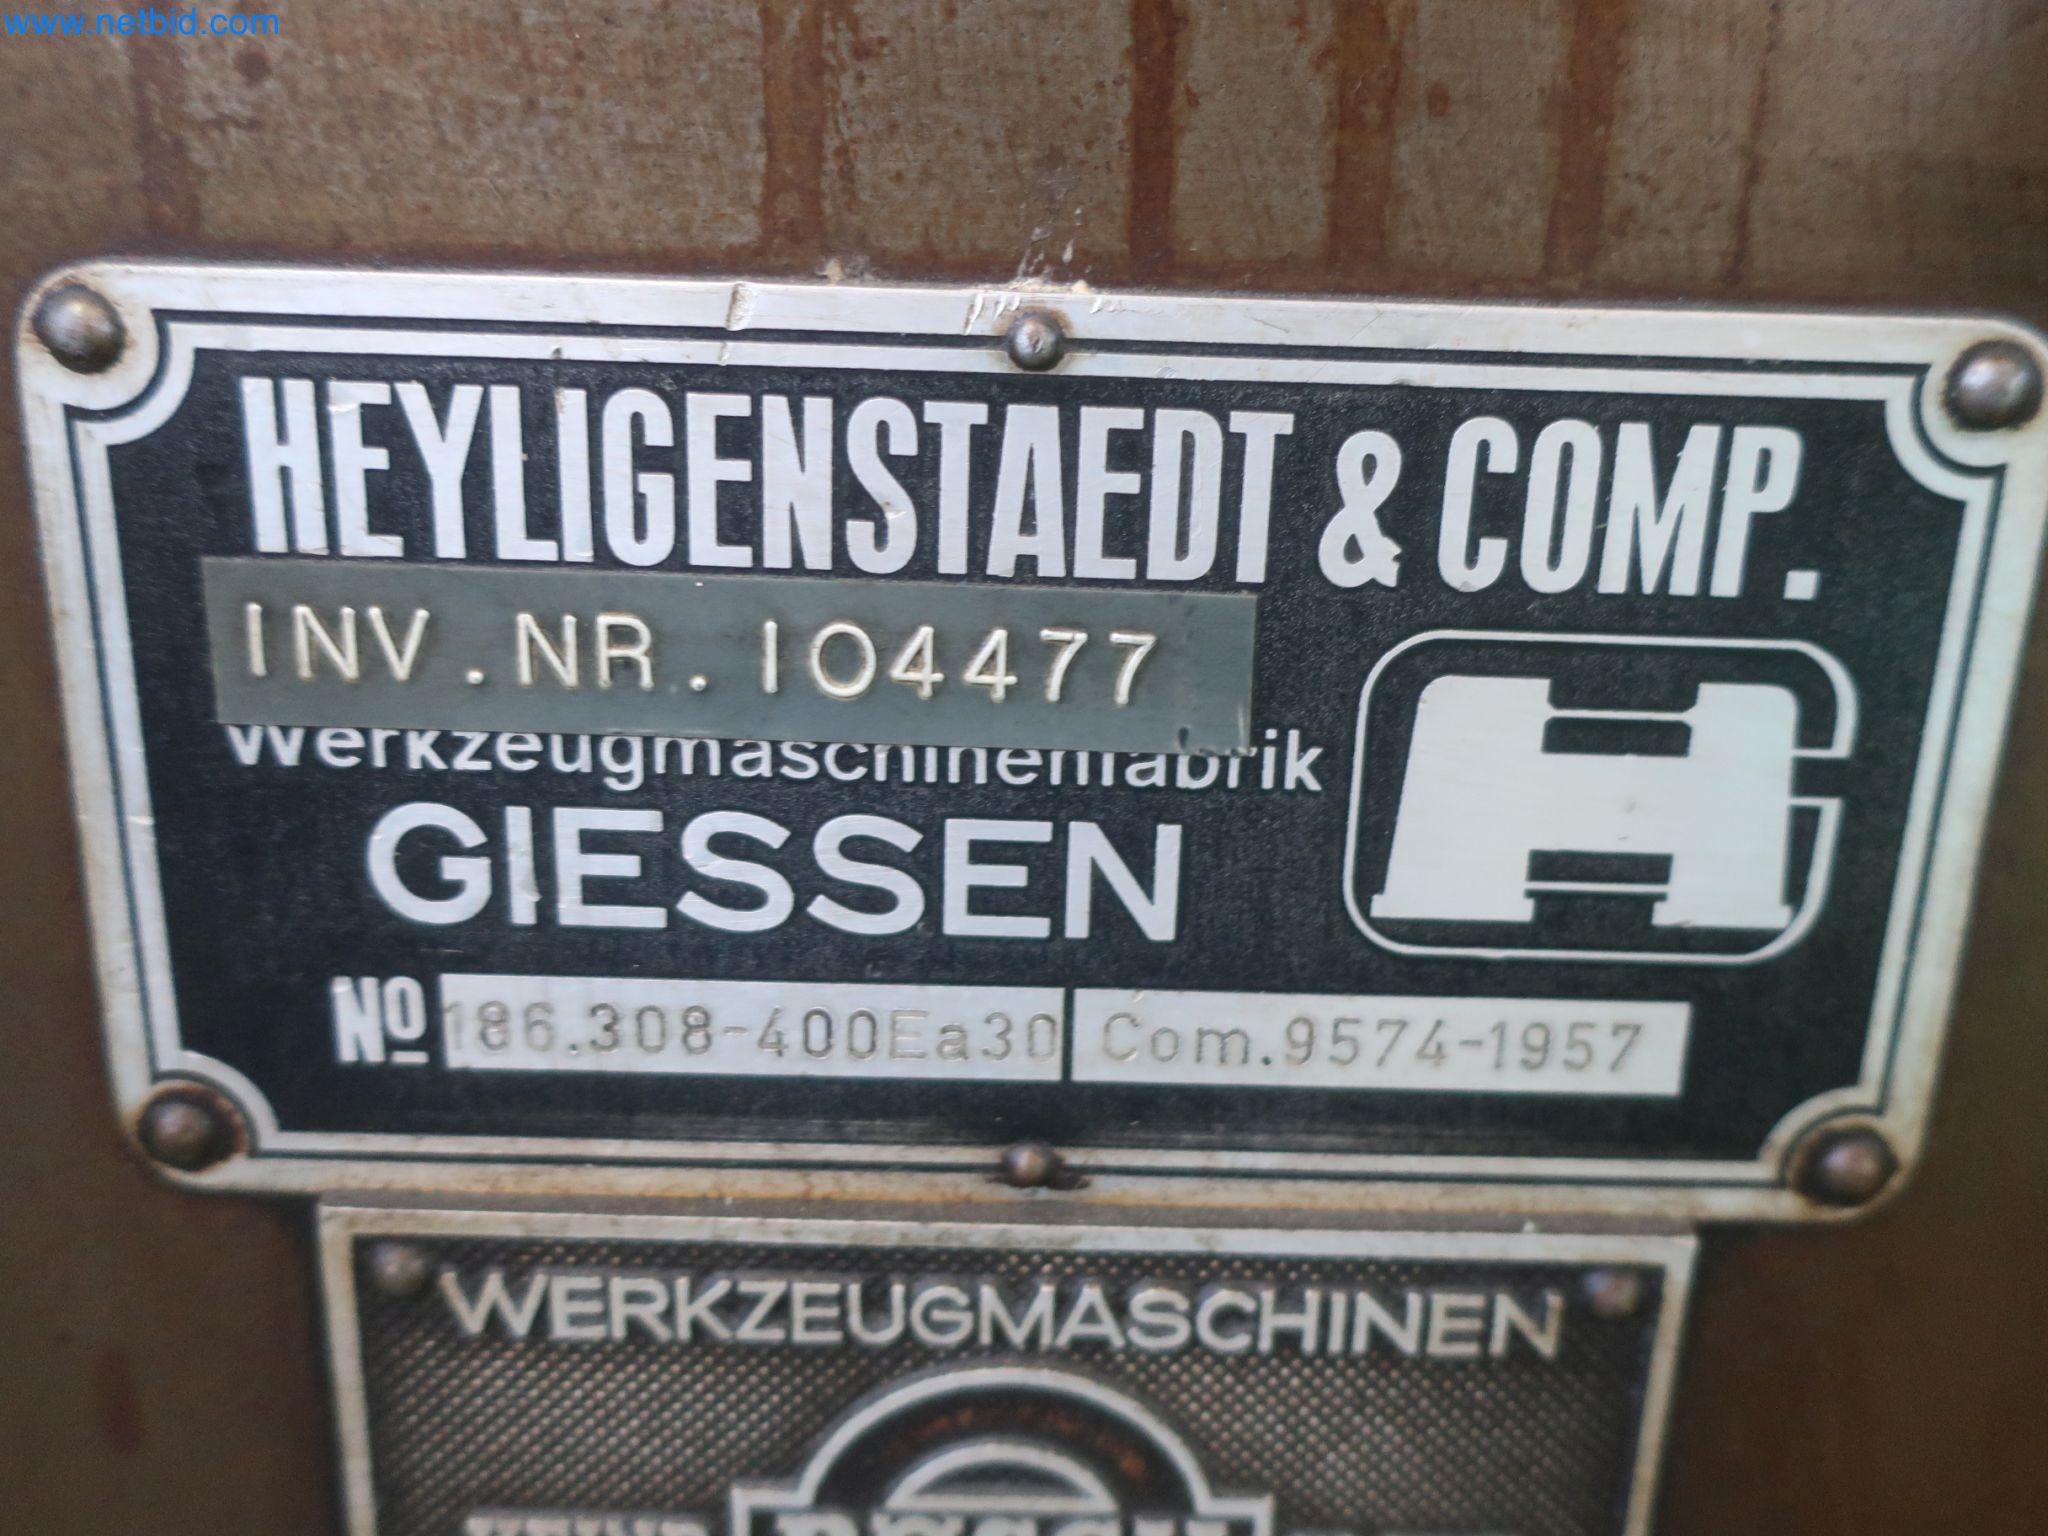 www.netbid.com
HEYLIGENSTAEDT & COMP.
INV.NR.104477
Werkzeugmaschinenfabrik
GIESSEN
No 186.308-400Ea30 Com.9574-1957
WERKZEUGMASCHINEN